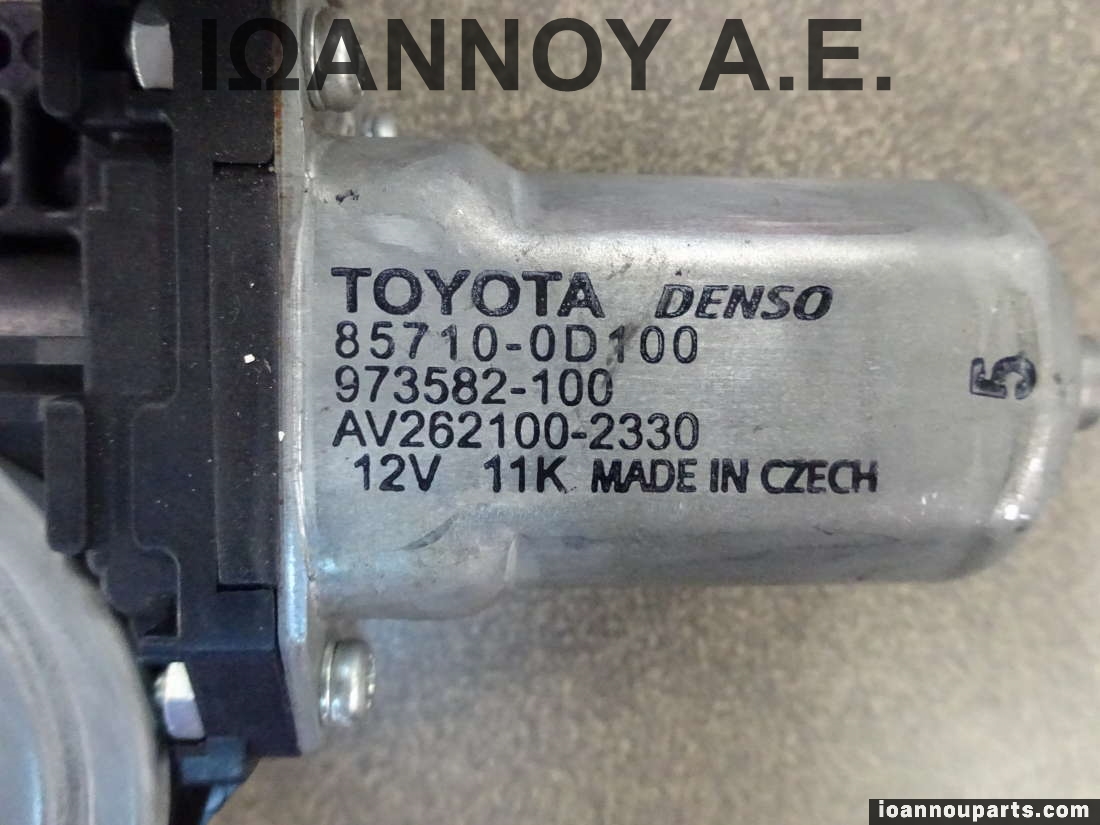 ΙΩΑΝΝΟΥ Α.Ε.
TOYOTA DENSO
85710-0D100
973582-100
AV262100-2330
12V 11K MADE IN CZECH
5
ioannouparts.com